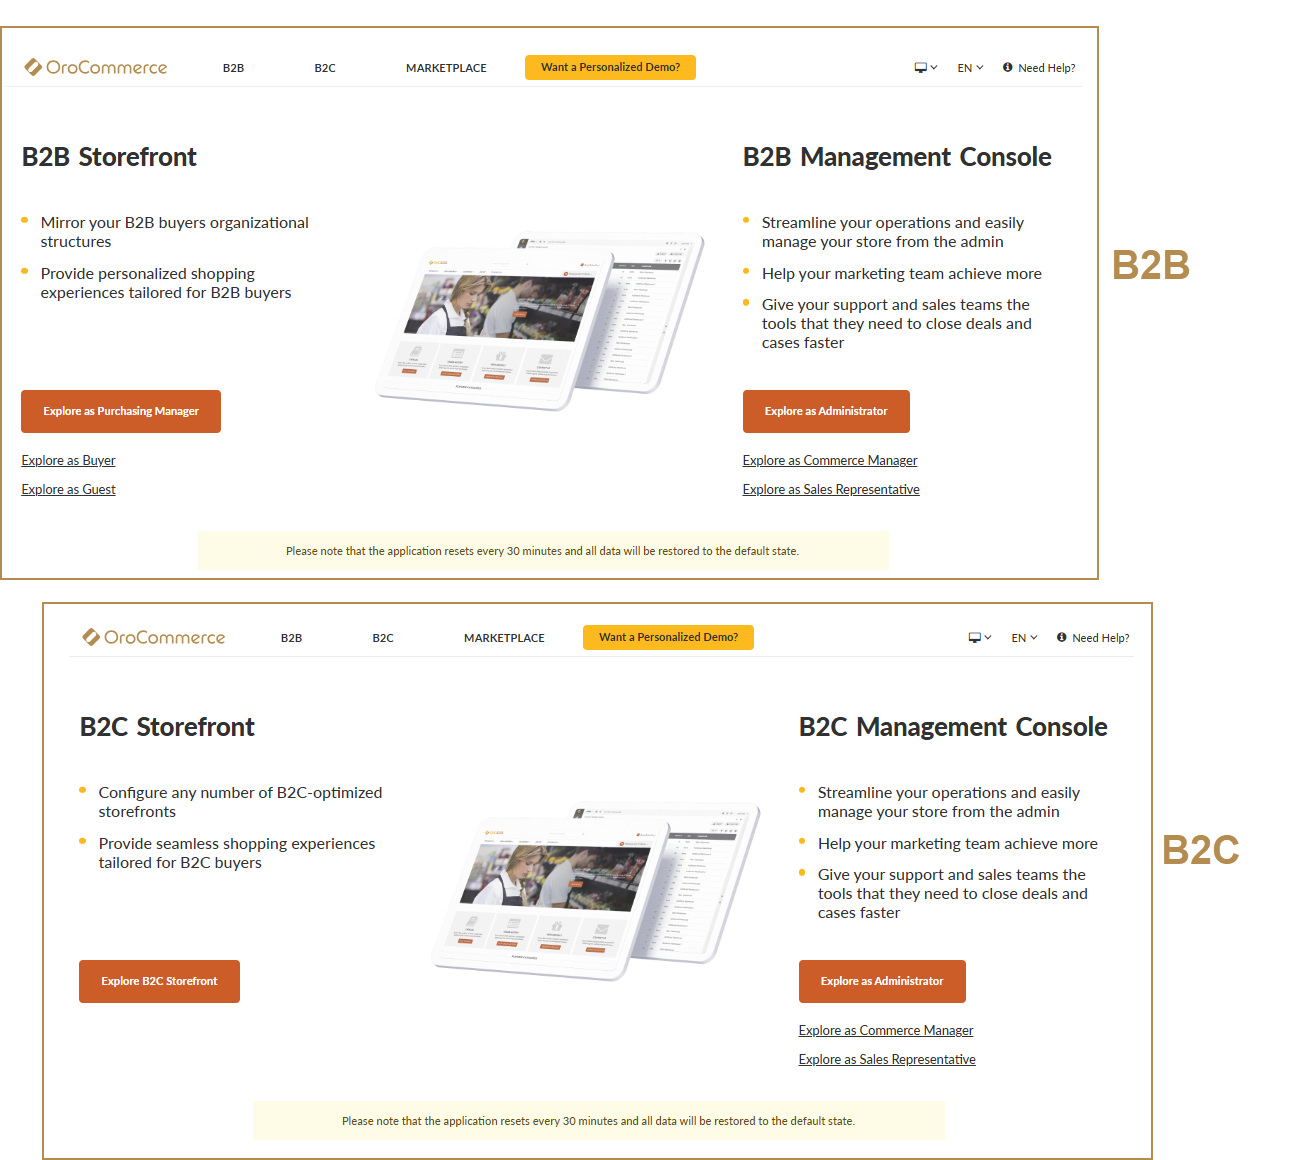 OroCommerce B2B B2C MARKETPLACE Want a Personalized Demo? EN Need Help?
B2B Storefront
Mirror your B2B buyers organizational
structures
Provide personalized shopping
experiences tailored for B2B buyers
Explore as Purchasing Manager
Explore as Buyer
Explore as Guest
B2B Management Console
Streamline your operations and easily
manage your store from the admin
Help your marketing team achieve more
Give your support and sales teams the
tools that they need to close deals and
cases faster
Explore as Administrator
Explore as Commerce Manager
Explore as Sales Representative
Please note that the application resets every 30 minutes and all data will be restored to the default state.
B2B
OroCommerce B2B B2C MARKETPLACE Want a Personalized Demo? EN Need Help?
B2C Storefront
Configure any number of B2C-optimized
storefronts
Provide seamless shopping experiences
tailored for B2C buyers
Explore B2C Storefront
B2C Management Console
Streamline your operations and easily
manage your store from the admin
Help your marketing team achieve more
Give your support and sales teams the
tools that they need to close deals and
cases faster
Explore as Administrator
Explore as Commerce Manager
Explore as Sales Representative
Please note that the application resets every 30 minutes and all data will be restored to the default state.
B2C